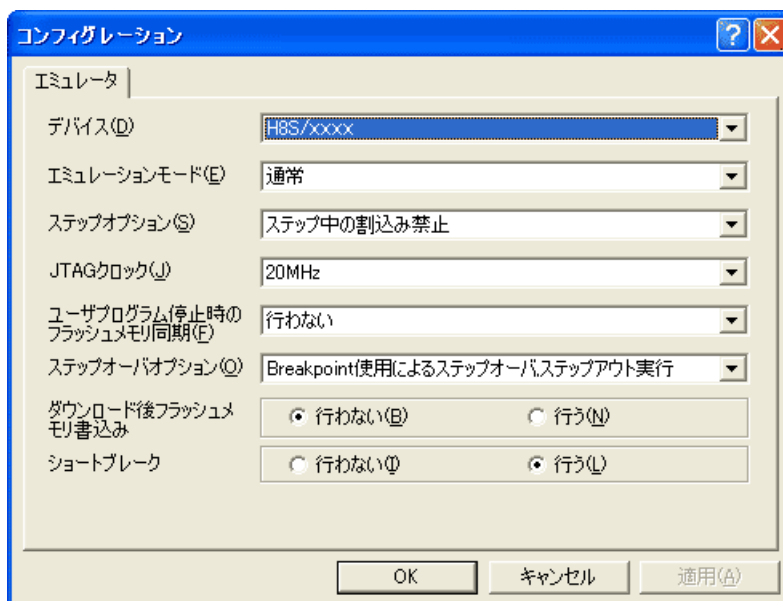 コンフィグレーション
エミュレータ
デバイス(D)
H8S/xxxx
エミュレーションモード(E)
通常
ステップオプション(S)
ステップ中の割込み禁止
JTAGクロック(J)
20MHz
ユーザプログラム停止時の
フラッシュメモリ同期(F)
行わない
ステップオーバオプション(O)
Breakpoint使用によるステップオーバ,ステップアウト実行
ダウンロード後フラッシュメ
モリ書込み
行わない(B)
行う(N)
ショートブレーク
行わない(I)
行う(L)
OK
キャンセル
適用(A)